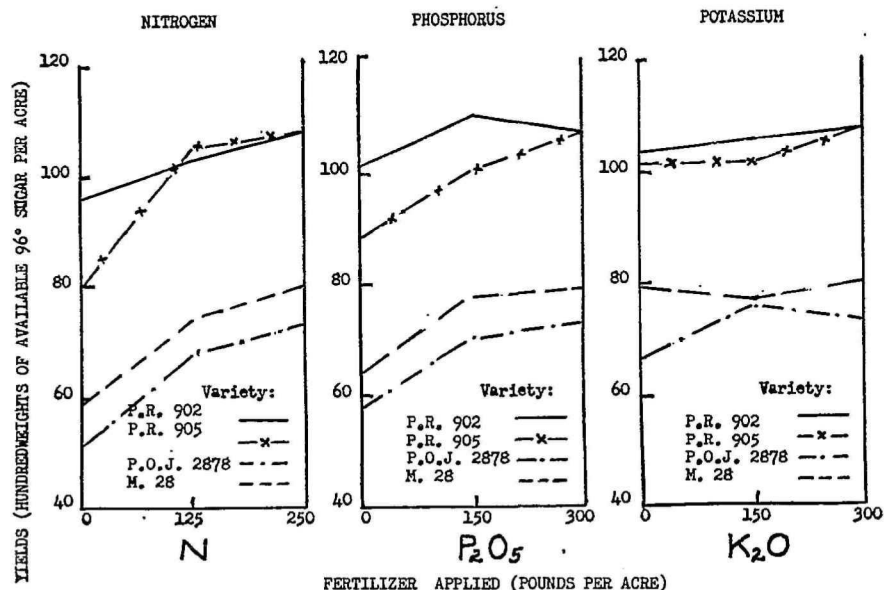 NITROGEN
PHOSPHORUS
POTASSIUM
YIELDS (HUNDREDWEIGHTS OF AVAILABLE 96° SUGAR PER ACRE)
120
100
80
60
40
Variety:
P.R. 902
P.R. 905
P.O.J. 2878
M. 28
0 125 250
N
120
100
80
60
40
Variety:
P.R. 902
P.R. 905
P.O.J. 2878
M. 28
0 150 300
P2O5
120
100
80
60
40
Variety:
P.R. 902
P.R. 905
P.O.J. 2878
M. 28
0 150 300
K2O
FERTILIZER APPLIED (POUNDS PER ACRE)